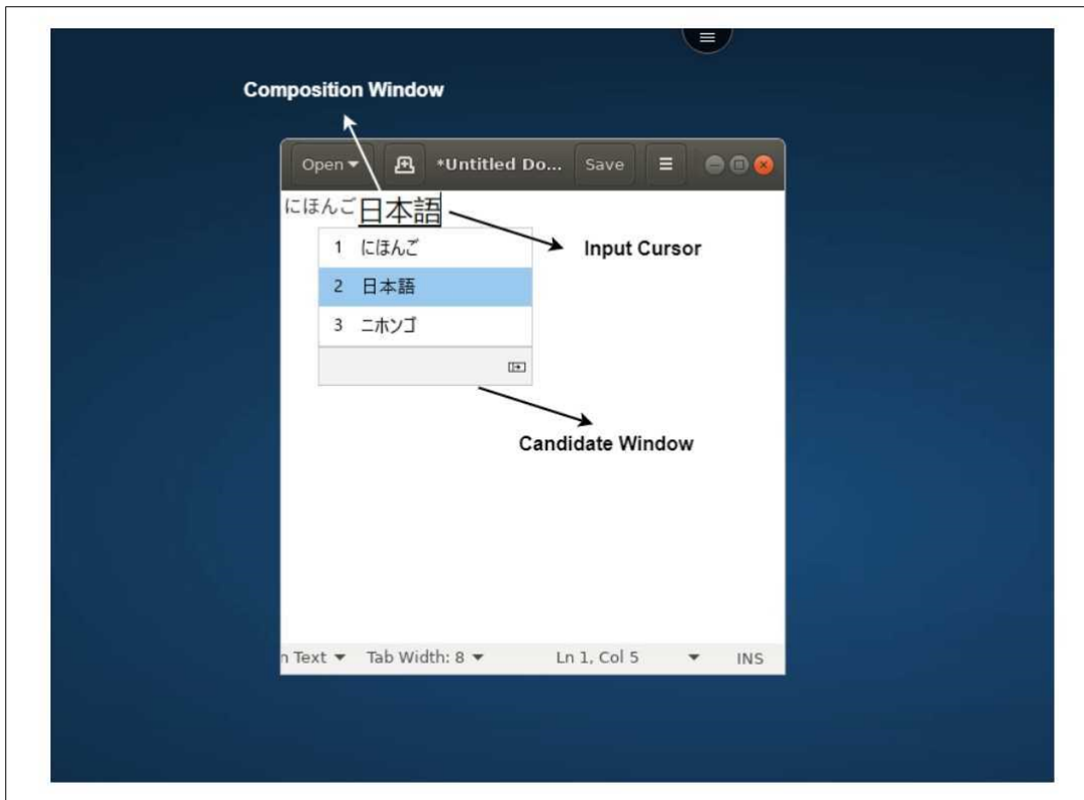 Composition Window
Open *Untitled Do... Save
にほんご日本語
Input Cursor
1 にほんご
2 日本語
3 ニホンゴ
Candidate Window
n Text Tab Width: 8 Ln 1, Col 5 INS